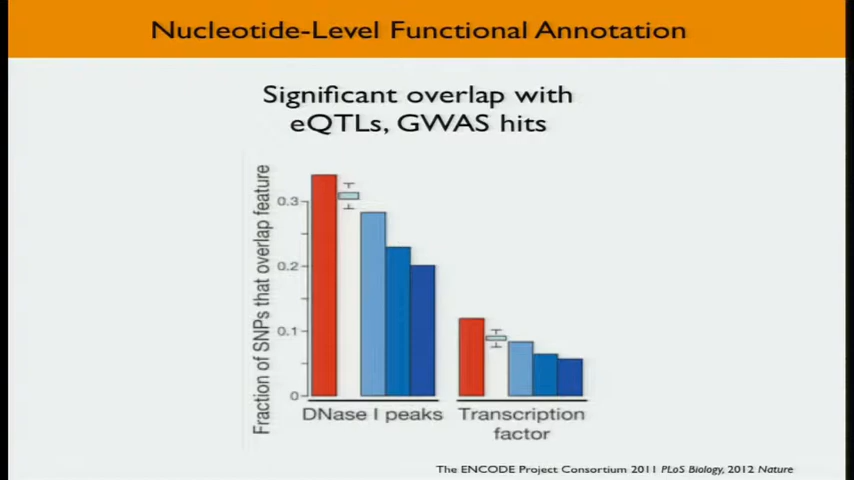 Nucleotide-Level Functional Annotation
Significant overlap with
eQTLs, GWAS hits
Fraction of SNPs that overlap feature
0.3
0.2
0.1
0
DNase I peaks
Transcription
factor
The ENCODE Project Consortium 2011 PLoS Biology, 2012 Nature